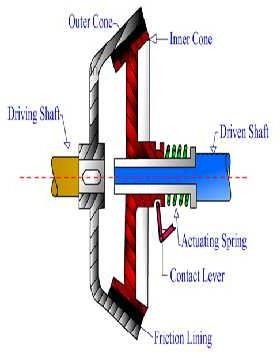 Outer Cone
Inner Cone
Driving Shaft
Driven Shaft
Actuating Spring
Contact Lever
Friction Lining